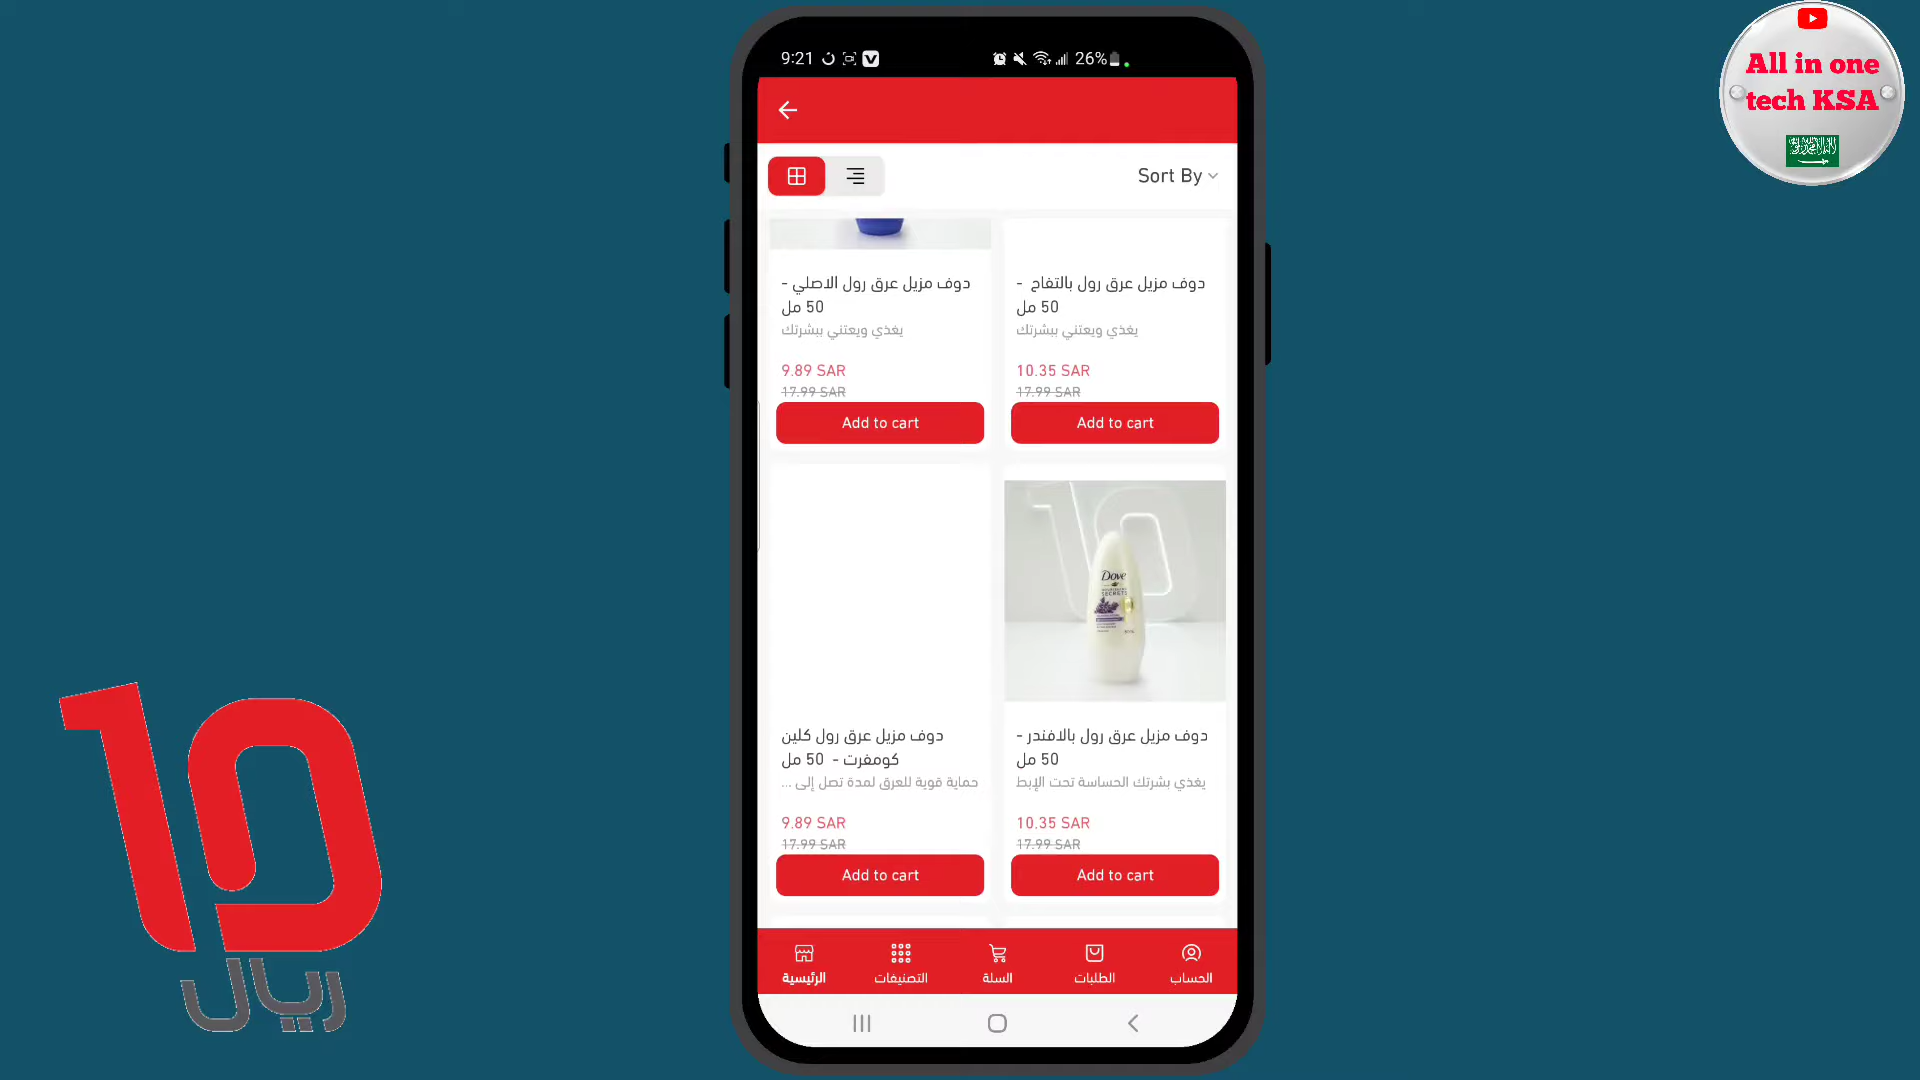 9:21
26%
All in one
tech KSA
Sort By
دوف مزيل عرق رول الاصلي -
50 مل
يغذي ويعتني ببشرتك
9.89 SAR
17.99 SAR
Add to cart
دوف مزيل عرق رول بالتفاح -
50 مل
يغذي ويعتني ببشرتك
10.35 SAR
17.99 SAR
Add to cart
10
Dove
SECRETS
دوف مزيل عرق رول كلين
كومفرت - 50 مل
حماية قوية للعرق لمدة تصل إلى ...
9.89 SAR
17.99 SAR
Add to cart
دوف مزيل عرق رول بالافندر -
50 مل
يغذي بشرتك الحساسة تحت الإبط
10.35 SAR
17.99 SAR
Add to cart
الرئيسية
التصنيفات
السلة
الطلبات
الحساب
10
ريال